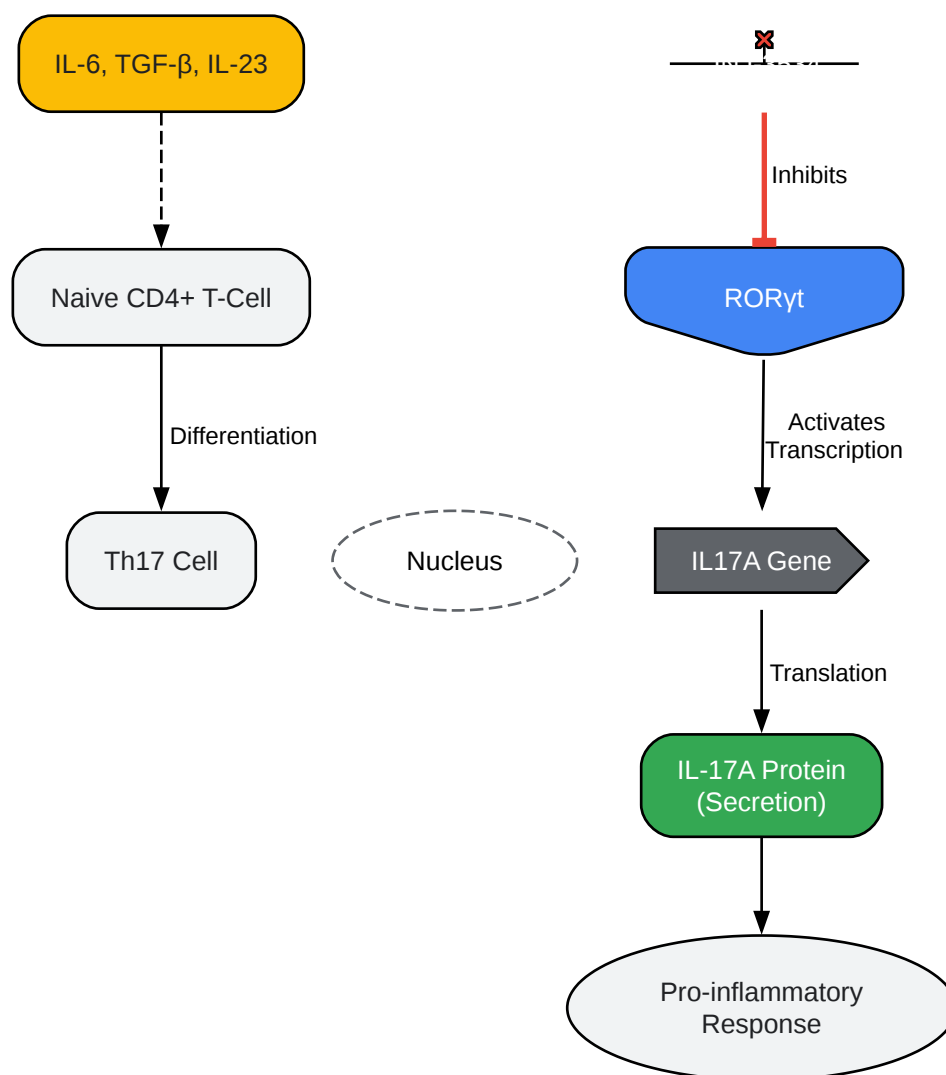 IL-6, TGF-β, IL-23
Inhibits
Naive CD4+ T-Cell
RORγt
Differentiation
Activates
Transcription
Th17 Cell
Nucleus
IL17A Gene
Translation
IL-17A Protein
(Secretion)
Pro-inflammatory
Response